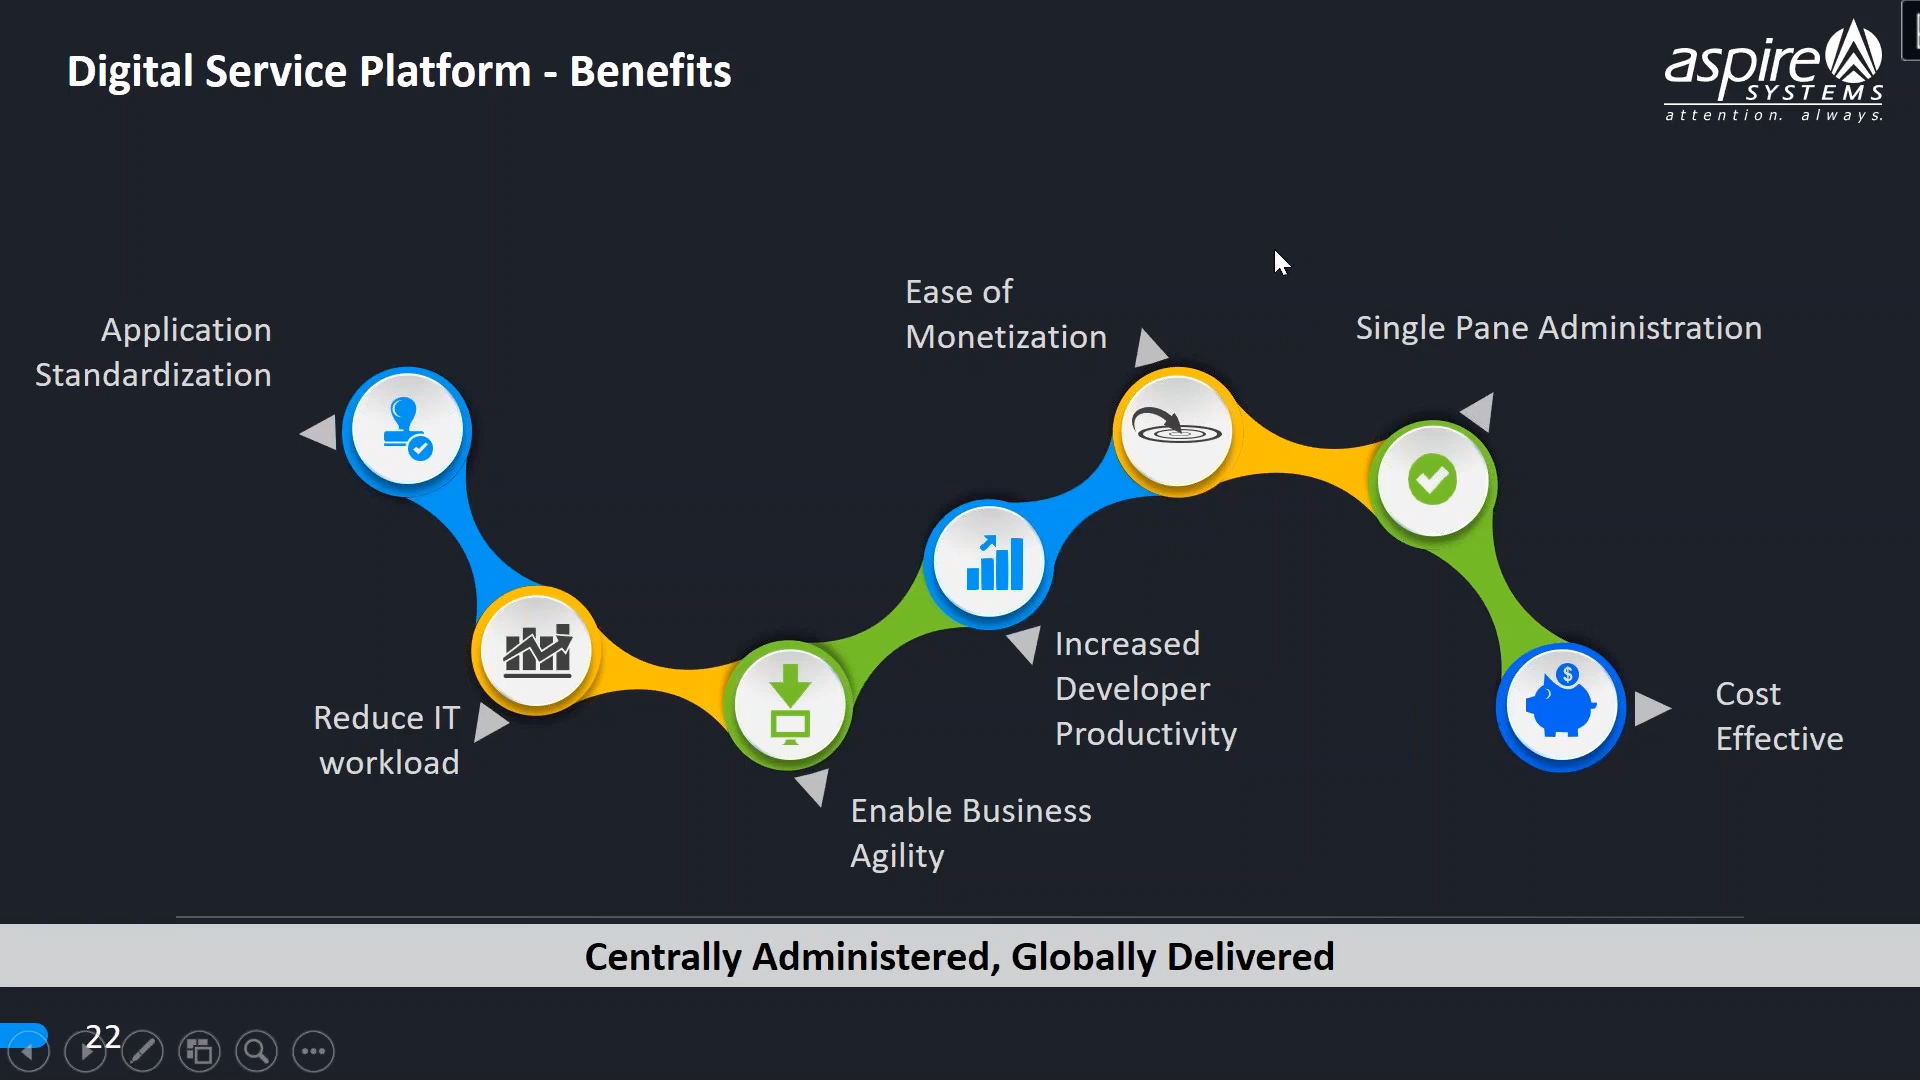 Digital Service Platform - Benefits
aspire
SYSTEMS
attention. always.
Application
Standardization
Reduce IT
workload
Enable Business
Agility
Increased
Developer
Productivity
Ease of
Monetization
Single Pane Administration
$
Cost
Effective
Centrally Administered, Globally Delivered
22